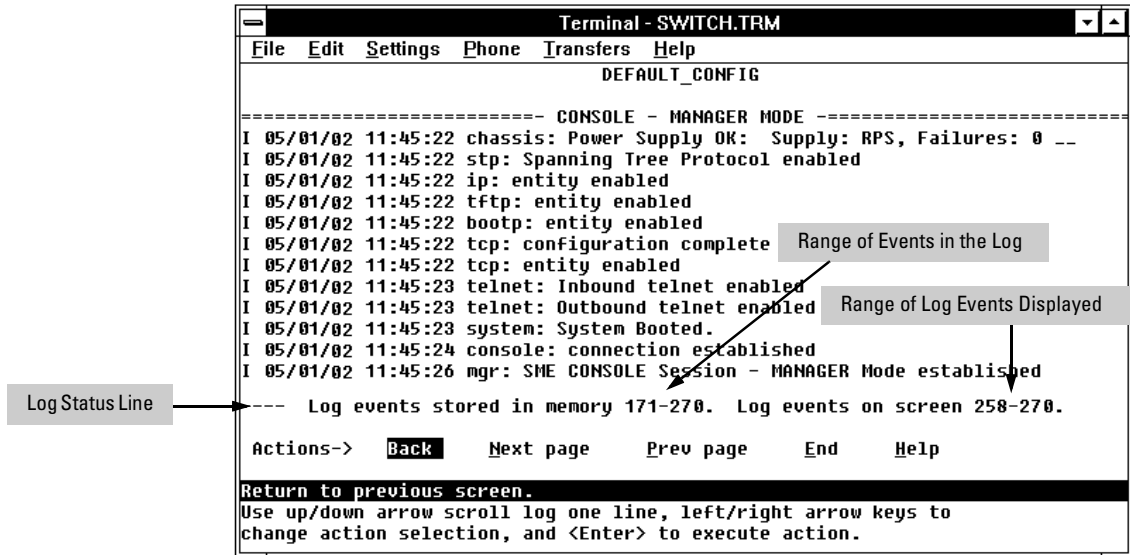 Terminal - SWITCH.TRM
File Edit Settings Phone Transfers Help
DEFAULT_CONFIG
==========================- CONSOLE - MANAGER MODE -============================
I 05/01/02 11:45:22 chassis: Power Supply OK:  Supply: RPS, Failures: 0 __
I 05/01/02 11:45:22 stp: Spanning Tree Protocol enabled
I 05/01/02 11:45:22 ip: entity enabled
I 05/01/02 11:45:22 tftp: entity enabled
I 05/01/02 11:45:22 bootp: entity enabled
I 05/01/02 11:45:22 tcp: configuration complete
Range of Events in the Log
I 05/01/02 11:45:22 tcp: entity enabled
I 05/01/02 11:45:23 telnet: Inbound telnet enabled
I 05/01/02 11:45:23 telnet: Outbound telnet enabled
Range of Log Events Displayed
I 05/01/02 11:45:23 system: System Booted.
I 05/01/02 11:45:24 console: connection established
I 05/01/02 11:45:26 mgr: SME CONSOLE Session - MANAGER Mode established
Log Status Line
---- Log events stored in memory 171-270. Log events on screen 258-270.
Actions-> Back Next page Prev page End Help
Return to previous screen.
Use up/down arrow scroll log one line, left/right arrow keys to
change action selection, and <Enter> to execute action.